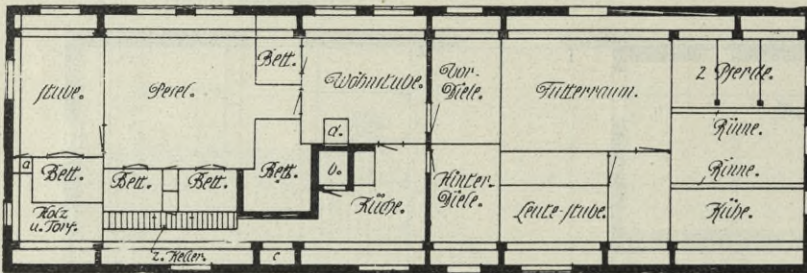 Stube.
Pesel.
Bett.
Wohnstube.
Vor-
Diele.
Futterraum.
2 Pferde.
Rinne.
d.
a
Bett.
Bett.
Bett.
Bett.
b.
Küche.
Hinter-
Diele.
Leute-stube.
Rinne.
Kühe.
Holz
u. Torf.
z. Keller.
c